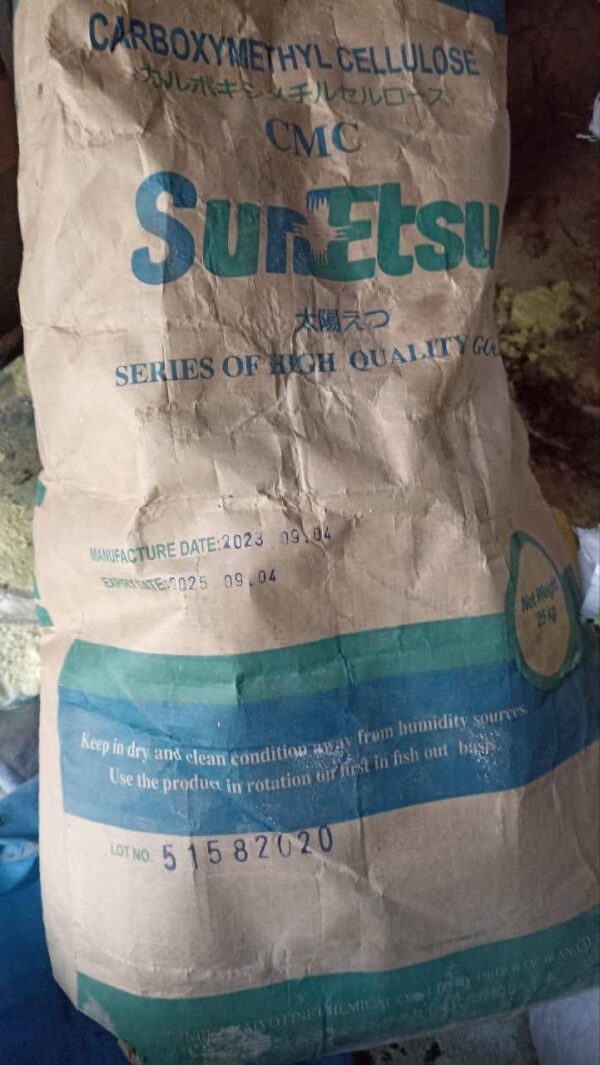 CARBOXYMETHYL CELLULOSE
カルボキシメチルセルロース
CMC
SunEtsu
太陽えつ
SERIES OF HIGH QUALITY
MANUFACTURE DATE: 2023 09.04
EXPIRY DATE: 2025 09.04
Net Weight
25 kg
Keep in dry and clean condition away from humidity sources.
Use the product in rotation on first in fish out basis
LOT NO. 51582020
CHEMICAL